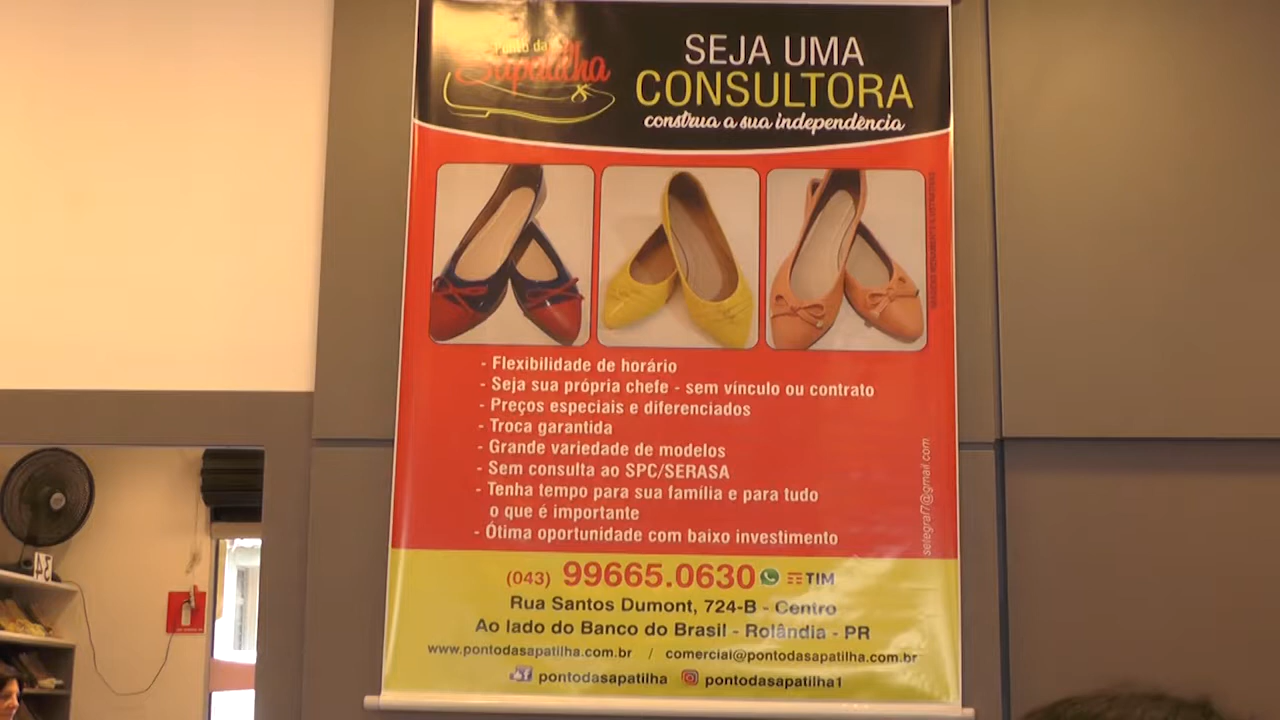 Ponto da
Sapatilha
SEJA UMA
CONSULTORA
construa a sua independência
- Flexibilidade de horário
- Seja sua própria chefe - sem vínculo ou contrato
- Preços especiais e diferenciados
- Troca garantida
- Grande variedade de modelos
- Sem consulta ao SPC/SERASA
- Tenha tempo para sua família e para tudo
o que é importante
- Ótima oportunidade com baixo investimento
selegraf7@gmail.com
(043) 99665.0630 TIM
Rua Santos Dumont, 724-B - Centro
Ao lado do Banco do Brasil - Rolândia - PR
www.pontodasapatilha.com.br / comercial@pontodasapatilha.com.br
pontodasapatilha pontodasapatilha1
34